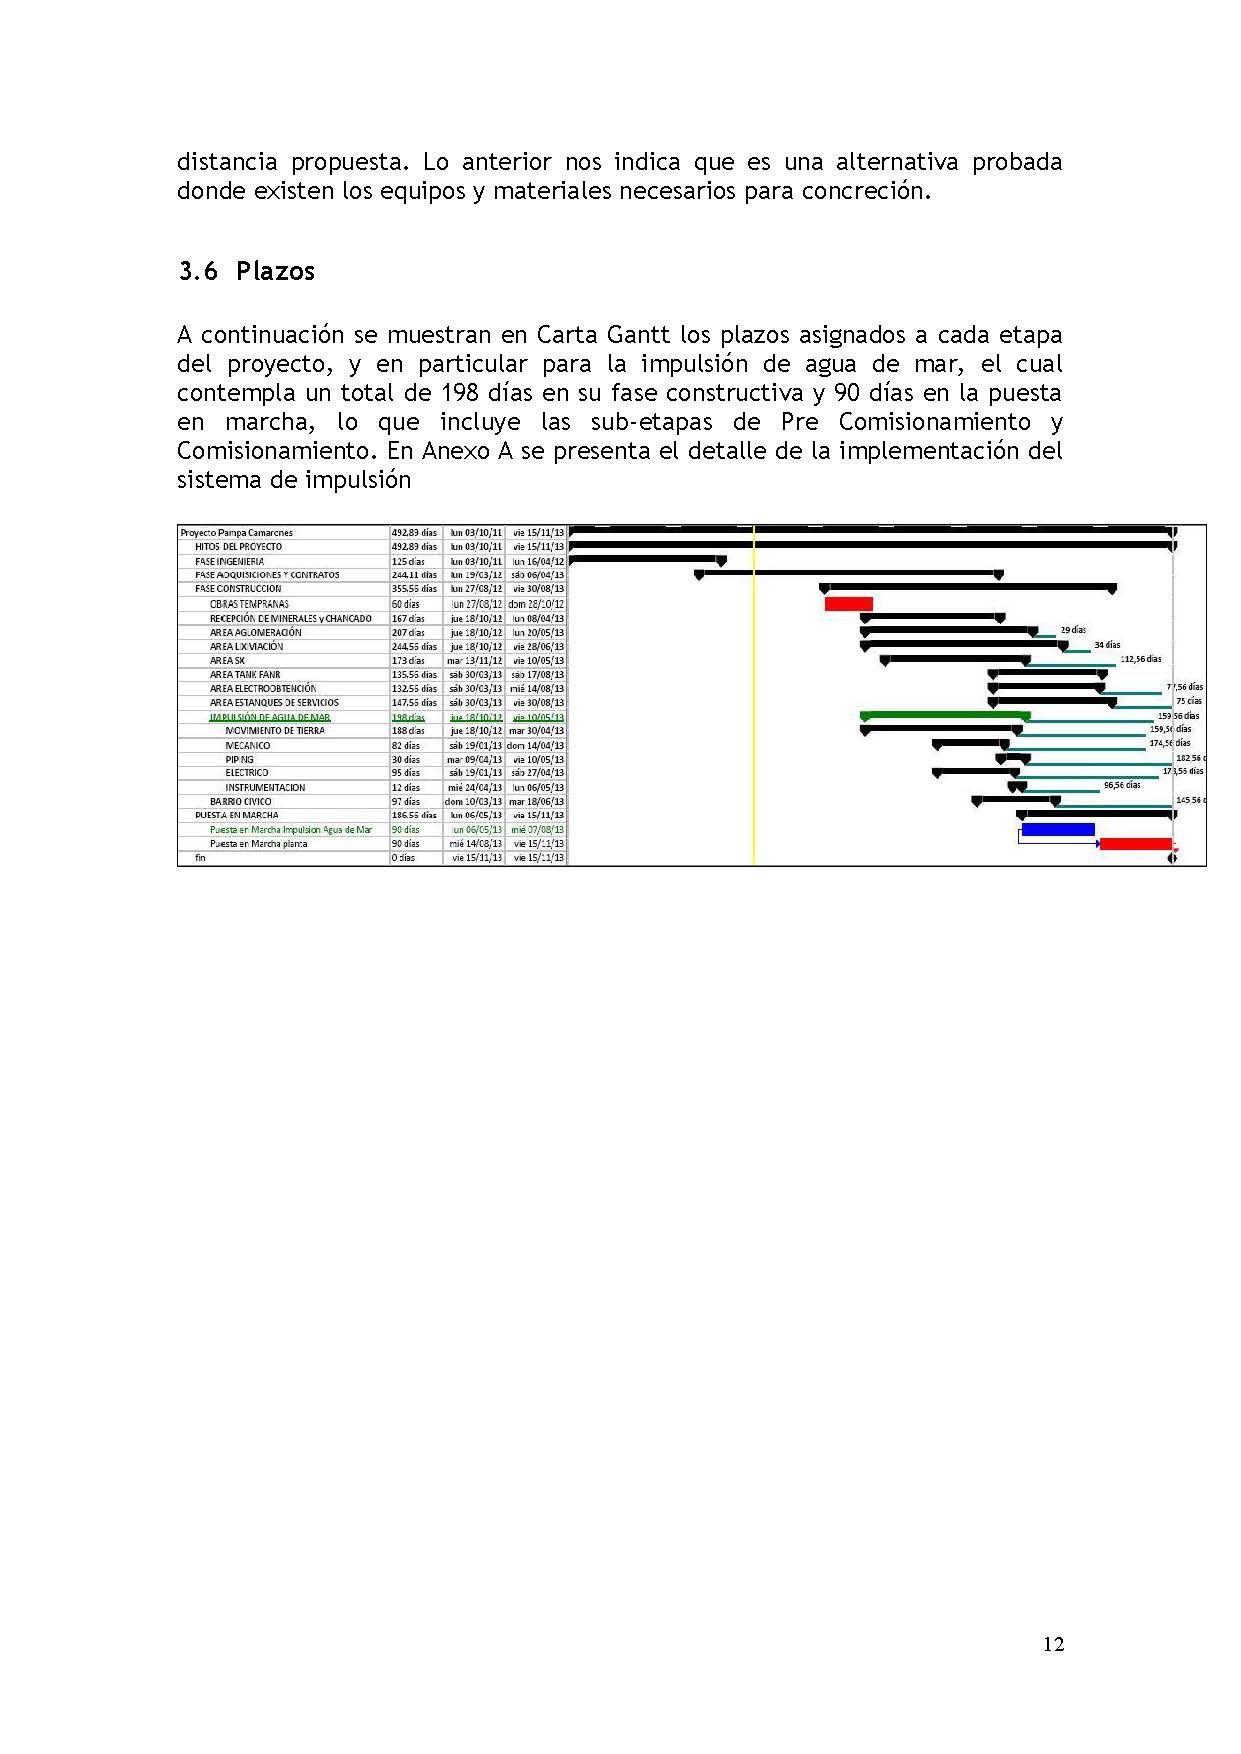 distancia propuesta. Lo anterior nos indica que es una alternativa probada
donde existen los equipos y materiales necesarios para concreción.
3.6 Plazos
A continuación se muestran en Carta Gantt los plazos asignados a cada etapa
del proyecto, y en particular para la impulsión de agua de mar, el cual
contempla un total de 198 días en su fase constructiva y 90 días en la puesta
en marcha, lo que incluye las sub-etapas de Pre Comisionamiento y
Comisionamiento. En Anexo A se presenta el detalle de la implementación del
sistema de impulsión
Proyecto Pampa Camarones 492,89 días lun 03/10/11 vie 15/11/13
HITOS DEL PROYECTO 492,89 días lun 03/10/11 vie 15/11/13
FASE INGENIERIA 125 días lun 03/10/11 lun 16/04/12
FASE ADQUISICIONES Y CONTRATOS 244,11 días lun 19/03/12 sáb 06/04/13
FASE CONSTRUCCION 355,56 días lun 27/08/12 vie 30/08/13
OBRAS TEMPRANAS 60 días lun 27/08/12 dom 28/10/12
RECEPCIÓN DE MINERALES y CHANCADO 167 días jue 18/10/12 lun 08/04/13
AREA AGLOMERACIÓN 207 días jue 18/10/12 lun 20/05/13 29 días
AREA LIXIVIACIÓN 244,56 días jue 18/10/12 vie 28/06/13 34 días
AREA SX 173 días mar 13/11/12 vie 10/05/13 112,56 días
AREA TANK FARM 135,56 días sáb 30/03/13 sáb 17/08/13
AREA ELECTROOBTENCIÓN 132,56 días sáb 30/03/13 mié 14/08/13 77,56 días
AREA ESTANQUES DE SERVICIOS 147,56 días sáb 30/03/13 vie 30/08/13 75 días
IMPULSIÓN DE AGUA DE MAR 198 días jue 18/10/12 vie 10/05/13 159,56 días
MOVIMIENTO DE TIERRA 188 días jue 18/10/12 mar 30/04/13 159,56 días
MECANICO 82 días sáb 19/01/13 dom 14/04/13 174,56 días
PIPING 30 días mar 09/04/13 vie 10/05/13 182,56 d
ELECTRICO 95 días sáb 19/01/13 sáb 27/04/13 173,56 días
INSTRUMENTACION 12 días mié 24/04/13 lun 06/05/13 96,56 días
BARRIO CIVICO 97 días dom 10/03/13 mar 18/06/13 145,56 d
PUESTA EN MARCHA 186,56 días lun 06/05/13 vie 15/11/13
Puesta en Marcha Impulsion Agua de Mar 90 días lun 06/05/13 mié 07/08/13
Puesta en Marcha planta 90 días mié 14/08/13 vie 15/11/13
fin 0 días vie 15/11/13 vie 15/11/13
12